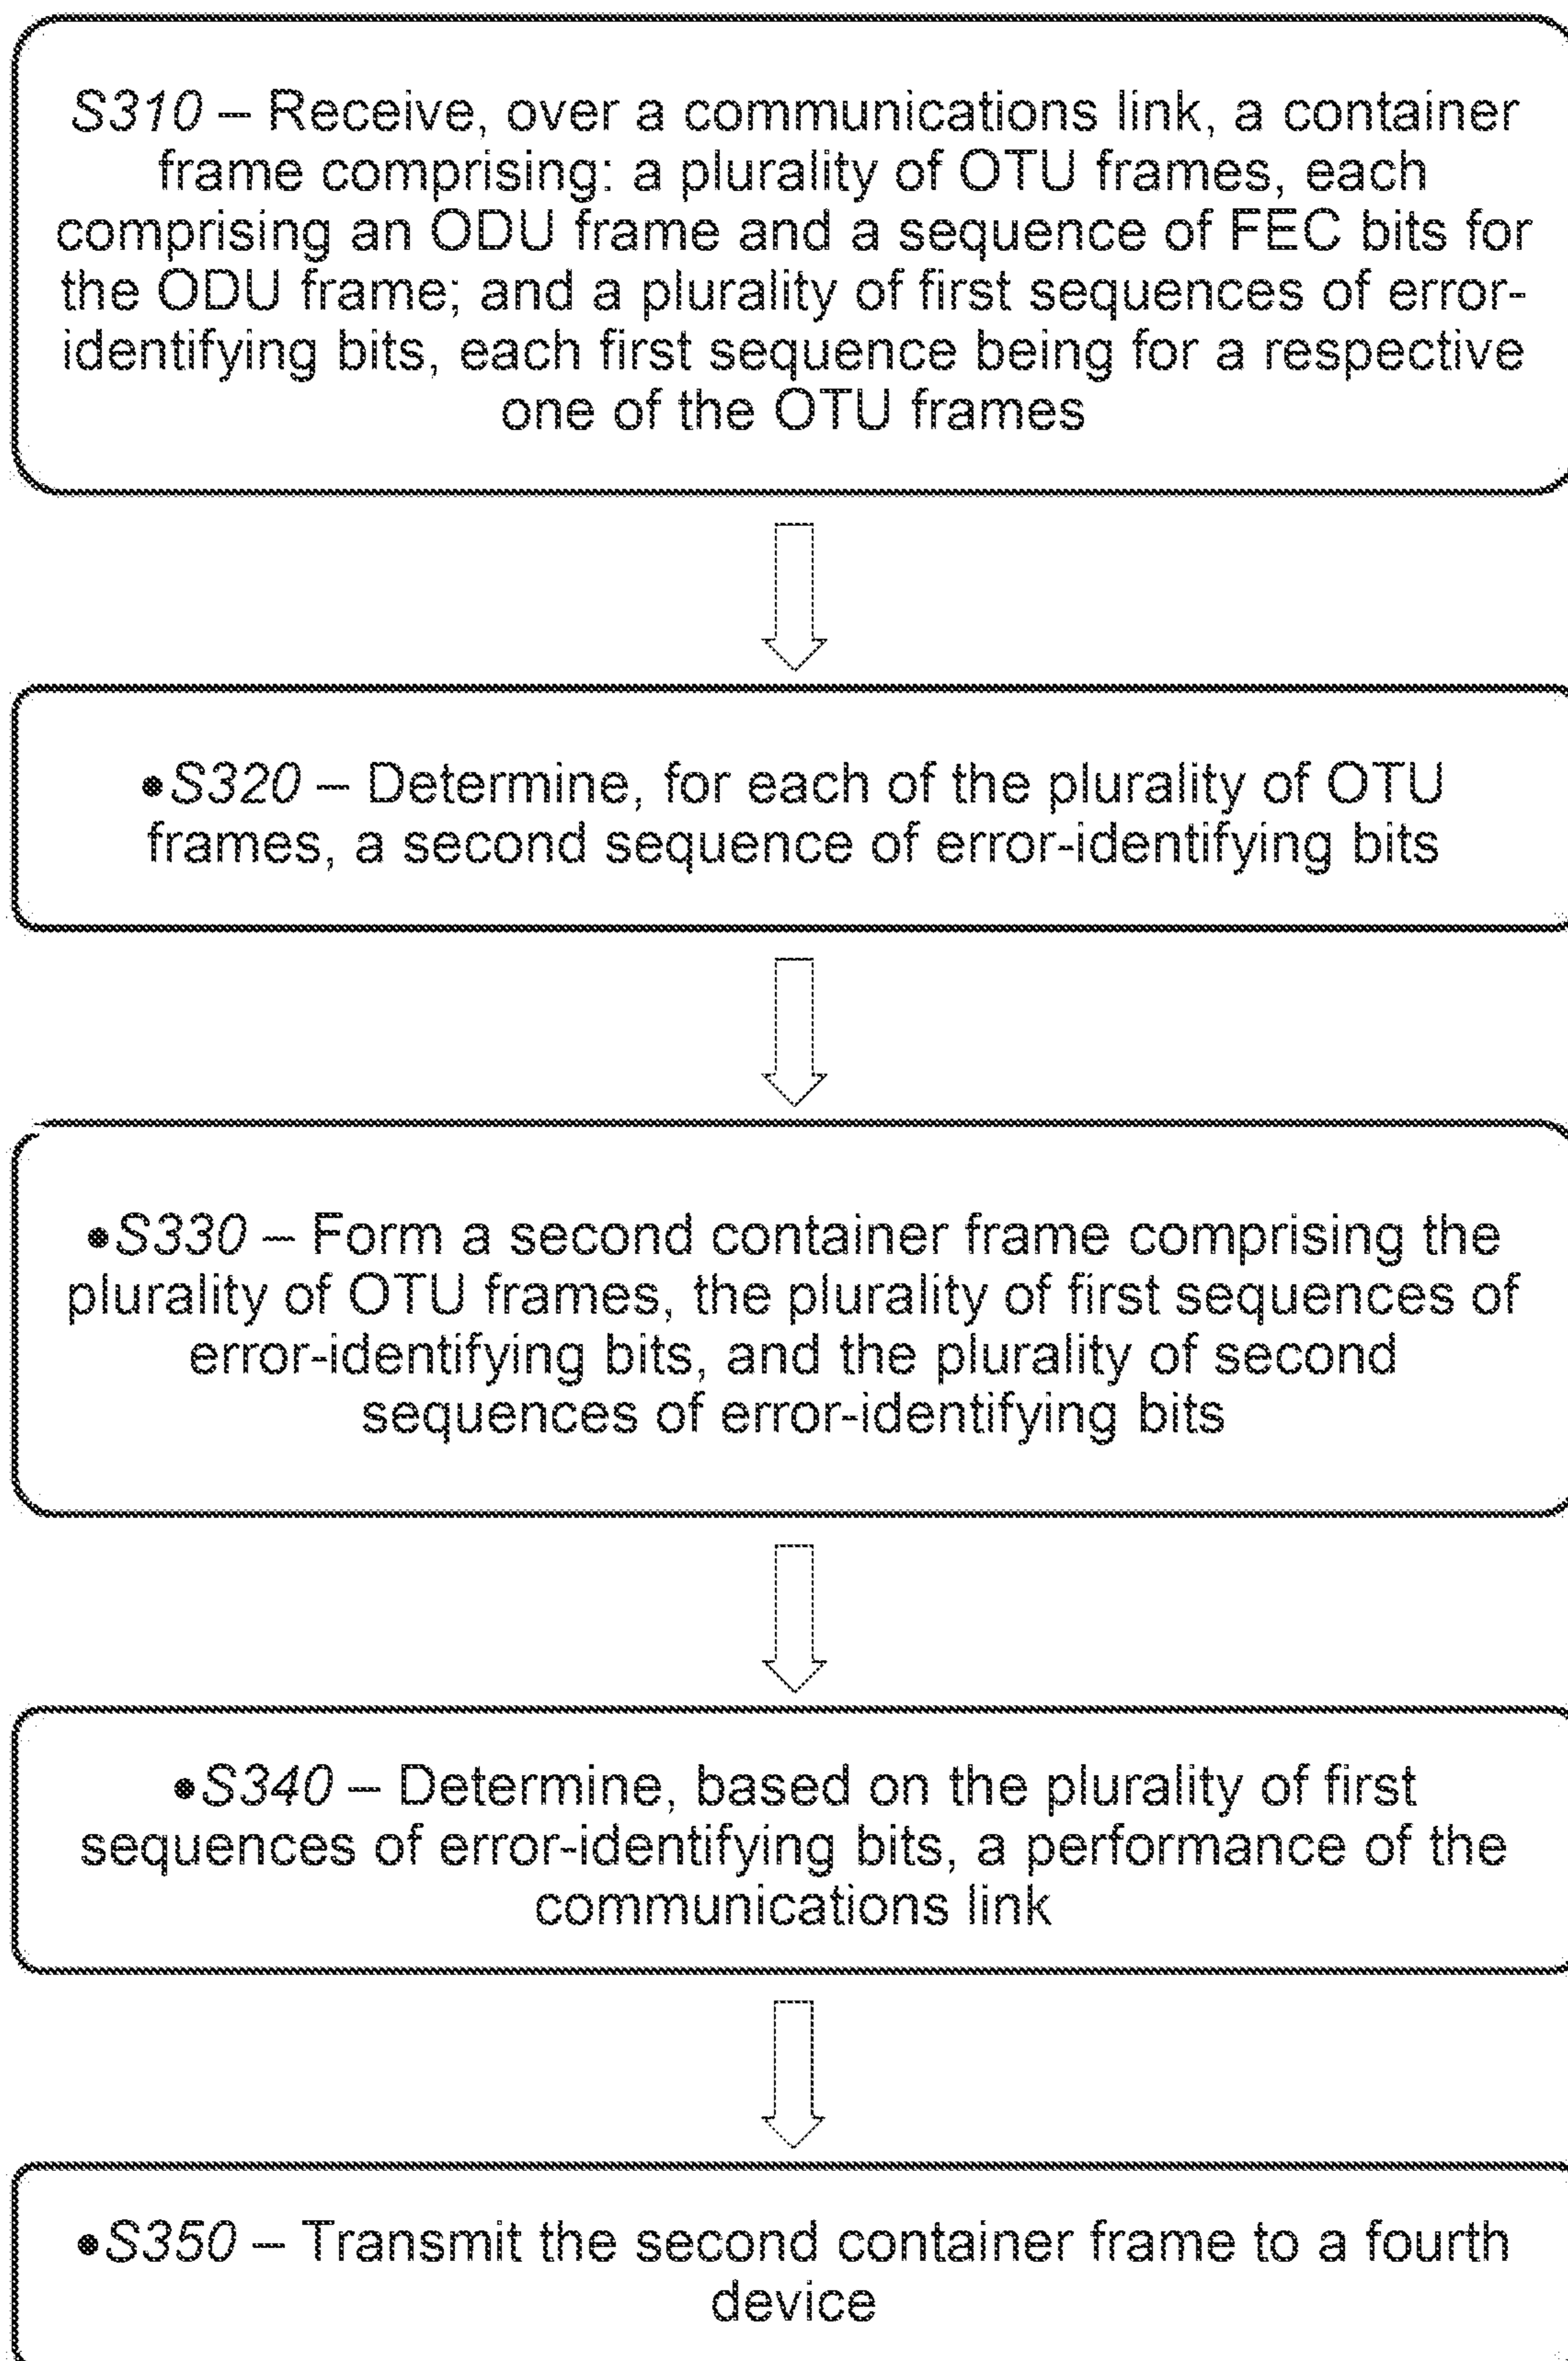 S310 – Receive, over a communications link, a container
frame comprising: a plurality of OTU frames, each
comprising an ODU frame and a sequence of FEC bits for
the ODU frame; and a plurality of first sequences of error-
identifying bits, each first sequence being for a respective
one of the OTU frames
•S320 – Determine, for each of the plurality of OTU
frames, a second sequence of error-identifying bits
•S330 – Form a second container frame comprising the
plurality of OTU frames, the plurality of first sequences of
error-identifying bits, and the plurality of second
sequences of error-identifying bits
•S340 – Determine, based on the plurality of first
sequences of error-identifying bits, a performance of the
communications link
•S350 – Transmit the second container frame to a fourth
device